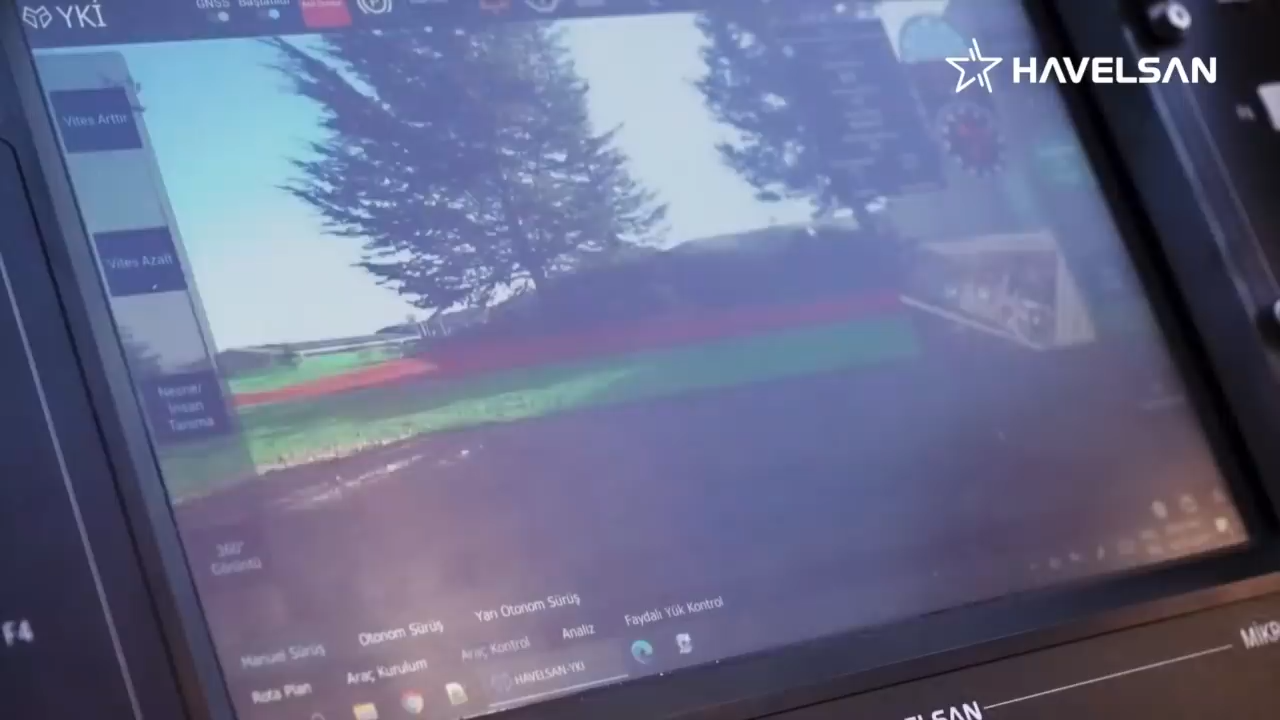 YKİ
GNSS
Başlatıldı
HAVELSAN
Vites Arttır
Vites Azalt
Nesne/
İnsan
Tanıma
360°
Görüntü
Manuel Sürüş
Otonom Sürüş
Yarı Otonom Sürüş
Rota Plan
Araç Kurulum
Araç Kontrol
Analiz
Faydalı Yük Kontrol
HAVELSAN-YKI
F4